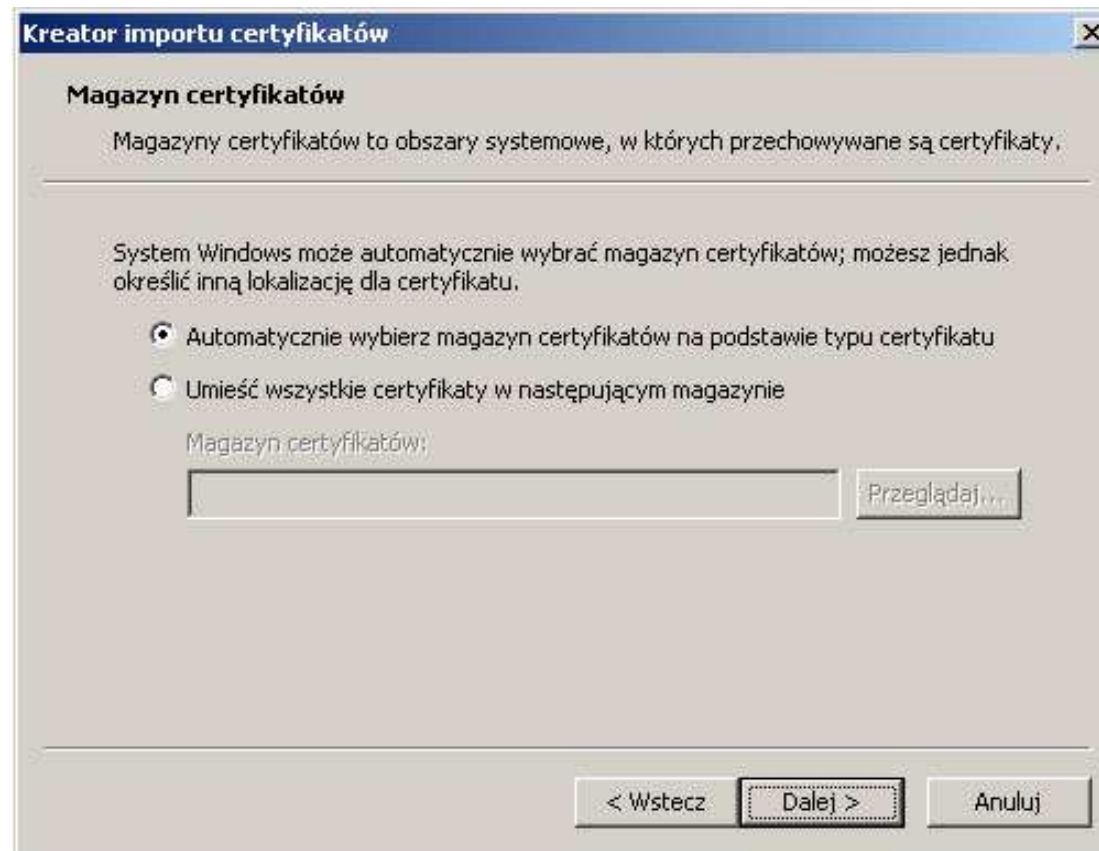 Kreator importu certyfikatów
Magazyn certyfikatów
Magazyny certyfikatów to obszary systemowe, w których przechowywane są certyfikaty.
System Windows może automatycznie wybrać magazyn certyfikatów; możesz jednak
określić inną lokalizację dla certyfikatu.
Automatycznie wybierz magazyn certyfikatów na podstawie typu certyfikatu
Umieść wszystkie certyfikaty w następującym magazynie
Magazyn certyfikatów:
Przeglądaj...
< Wstecz
Dalej >
Anuluj